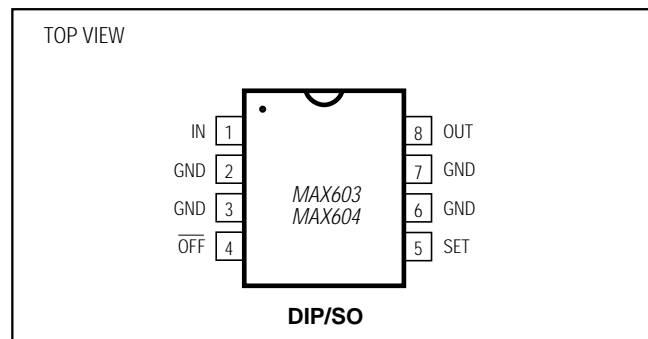 TOP VIEW
IN 1
GND 2
GND 3
O̅F̅F̅ 4
MAX603
MAX604
8 OUT
7 GND
6 GND
5 SET
DIP/SO